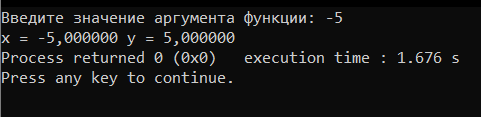 Введите значение аргумента функции: -5
x = -5,000000 y = 5,000000
Process returned 0 (0x0)   execution time : 1.676 s
Press any key to continue.